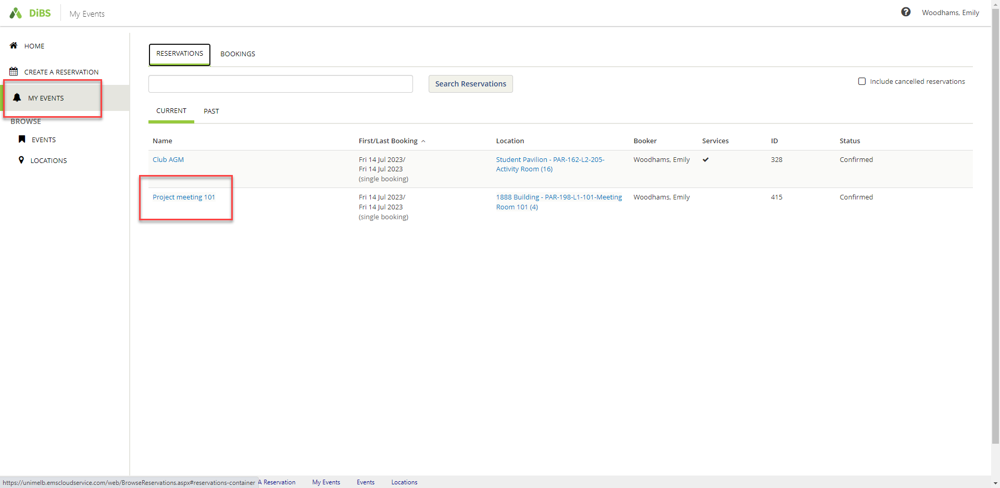 DiBS
My Events
Woodhams, Emily
HOME
CREATE A RESERVATION
MY EVENTS
BROWSE
EVENTS
LOCATIONS
RESERVATIONS
BOOKINGS
Search Reservations
Include cancelled reservations
CURRENT
PAST
Name First/Last Booking Location Booker Services ID Status
Club AGM
Fri 14 Jul 2023/
Fri 14 Jul 2023
(single booking)
Student Pavilion - PAR-162-L2-205-
Activity Room (16)
Woodhams, Emily
328
Confirmed
Project meeting 101
Fri 14 Jul 2023/
Fri 14 Jul 2023
(single booking)
1888 Building - PAR-198-L1-101-Meeting
Room 101 (4)
Woodhams, Emily
415
Confirmed
https://unimelb.emscloudservice.com/web/BrowseReservations.aspx#reservations-container
A Reservation
My Events
Events
Locations